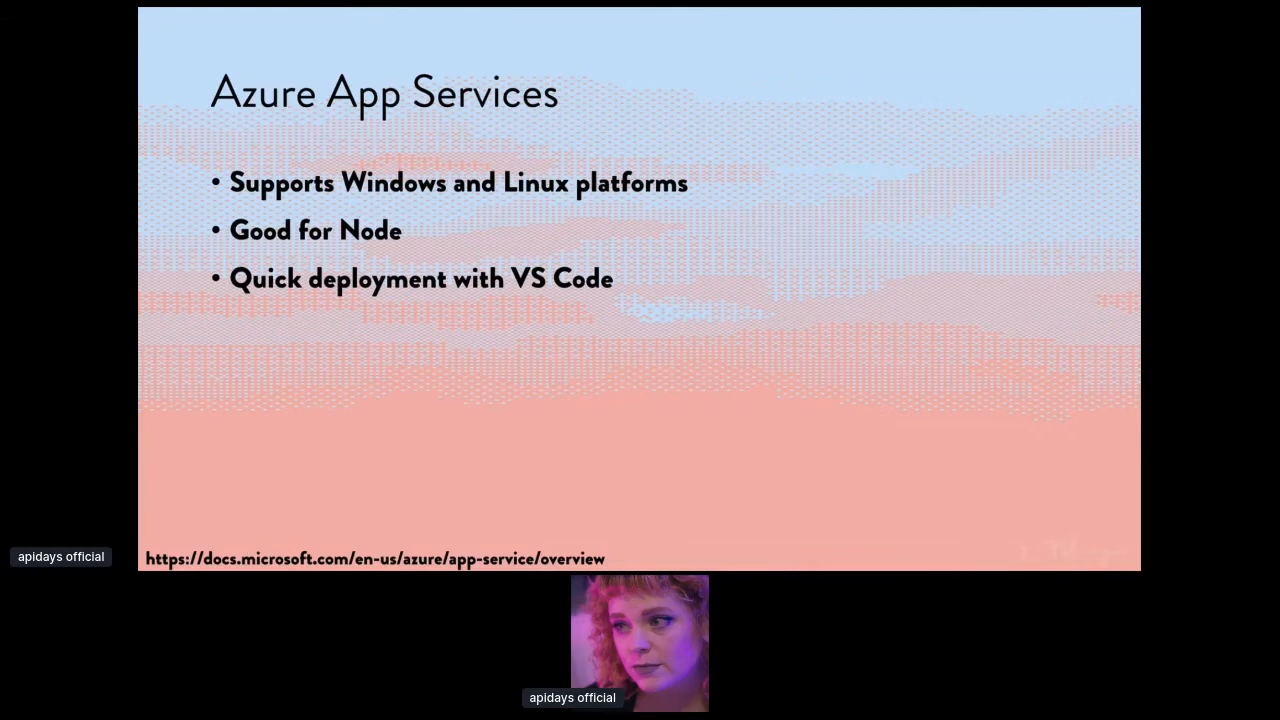 Azure App Services
• Supports Windows and Linux platforms
• Good for Node
• Quick deployment with VS Code
apidays official
https://docs.microsoft.com/en-us/azure/app-service/overview
apidays official